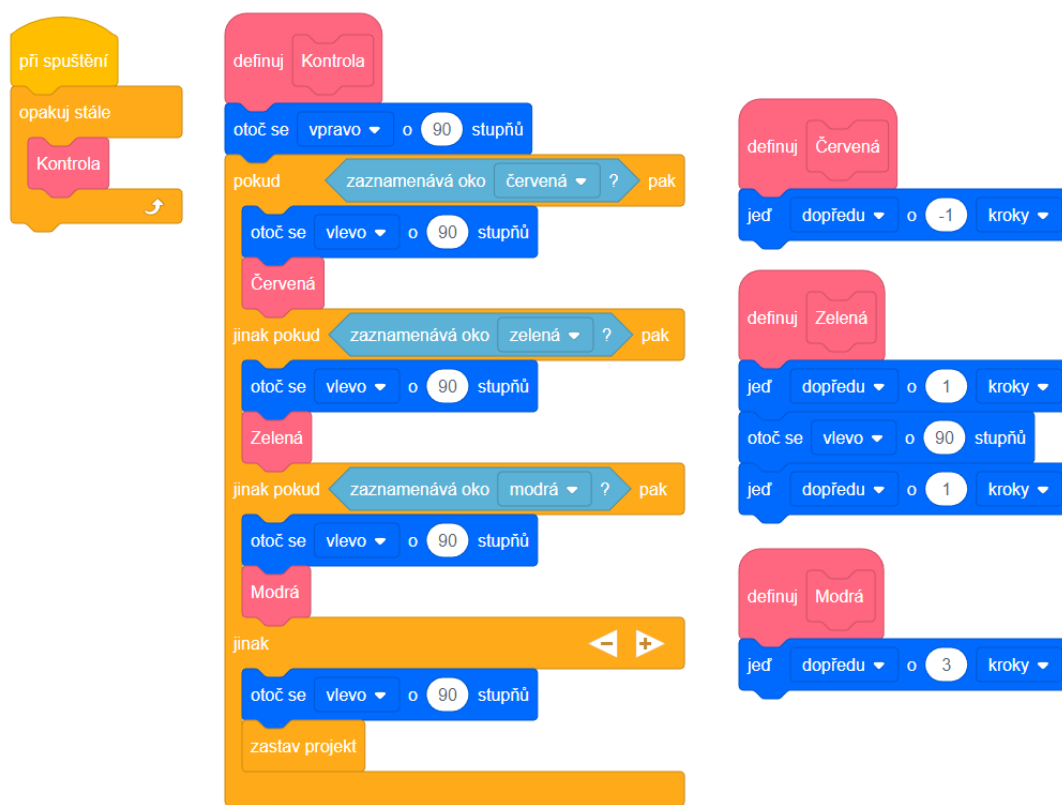 při spuštění
opakuj stále
Kontrola
definuj Kontrola
otoč se vpravo o 90 stupňů
pokud zaznamenává oko červená ? pak
otoč se vlevo o 90 stupňů
Červená
jinak pokud zaznamenává oko zelená ? pak
otoč se vlevo o 90 stupňů
Zelená
jinak pokud zaznamenává oko modrá ? pak
otoč se vlevo o 90 stupňů
Modrá
jinak
otoč se vlevo o 90 stupňů
zastav projekt
definuj Červená
jeď dopředu o -1 kroky
definuj Zelená
jeď dopředu o 1 kroky
otoč se vlevo o 90 stupňů
jeď dopředu o 1 kroky
definuj Modrá
jeď dopředu o 3 kroky